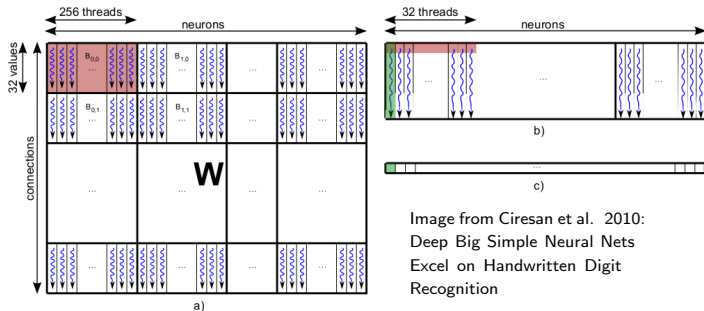 256 threads
neurons
32 values
connections
B0,0
...
B1,0
...
...
...
B0,1
...
B1,1
...
...
...
...
W
...
...
...
...
...
...
...
a)
32 threads
neurons
...
...
...
b)
...
c)
Image from Ciresan et al. 2010:
Deep Big Simple Neural Nets
Excel on Handwritten Digit
Recognition